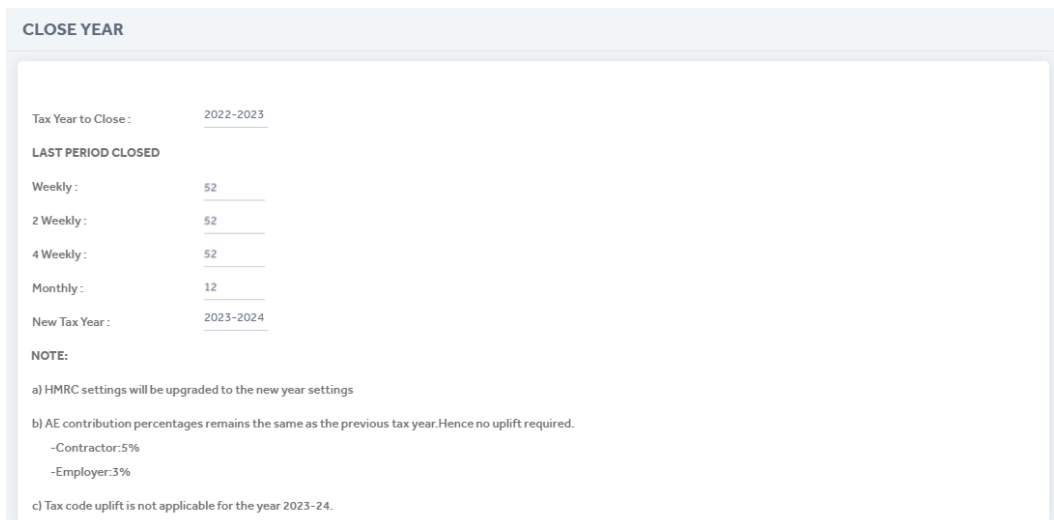 CLOSE YEAR
Tax Year to Close : 2022-2023
LAST PERIOD CLOSED
Weekly : 52
2 Weekly : 52
4 Weekly : 52
Monthly : 12
New Tax Year : 2023-2024
NOTE:
a) HMRC settings will be upgraded to the new year settings
b) AE contribution percentages remains the same as the previous tax year.Hence no uplift required.
-Contractor:5%
-Employer:3%
c) Tax code uplift is not applicable for the year 2023-24.